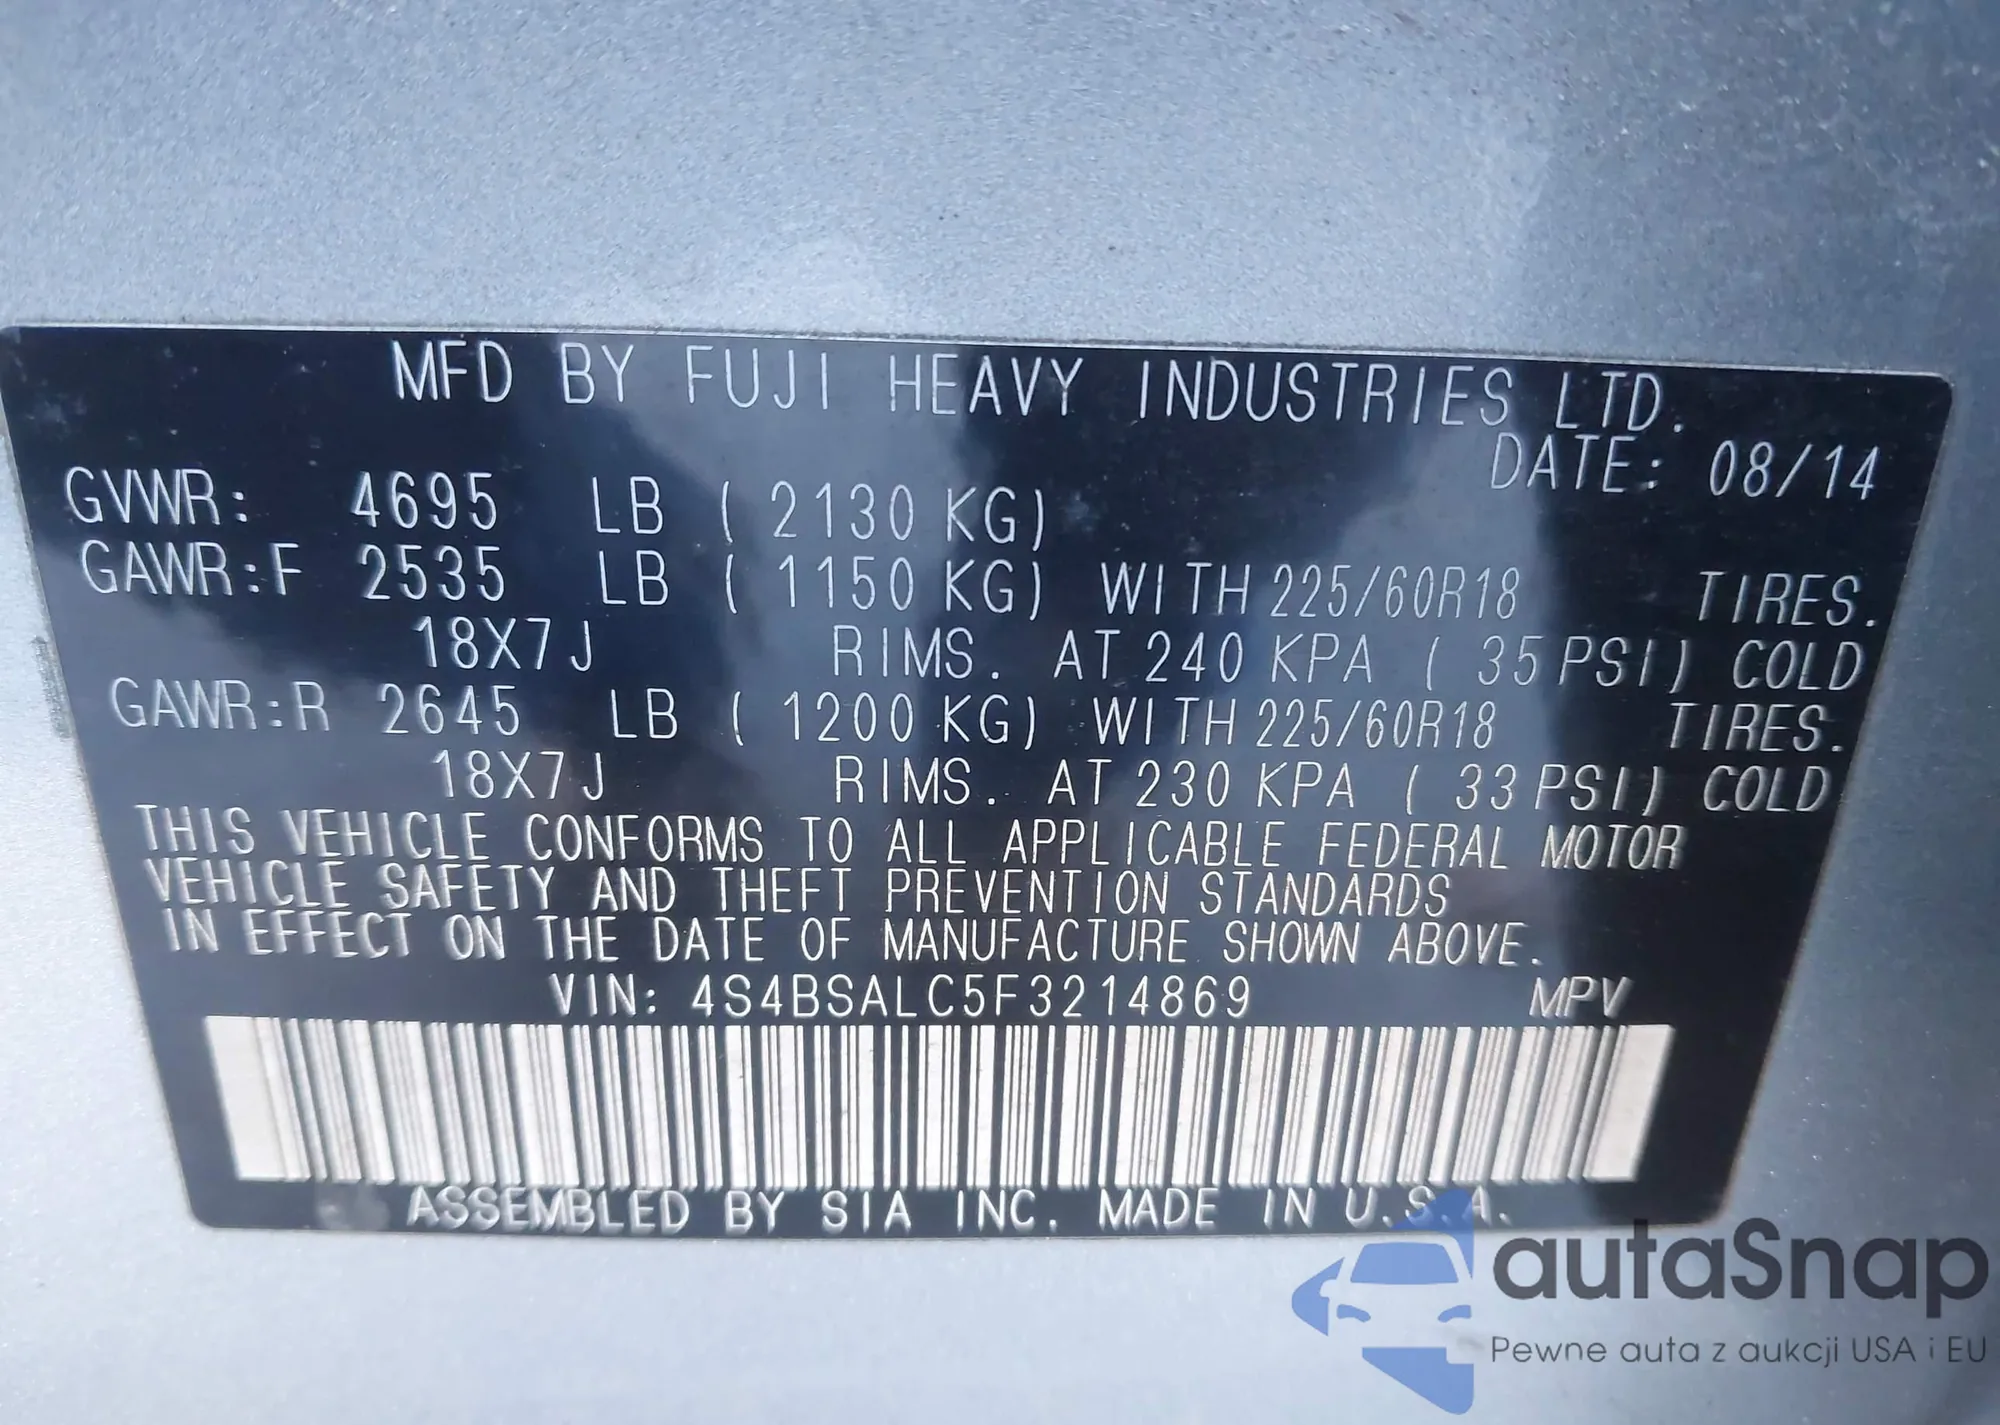 MFD BY FUJI HEAVY INDUSTRIES LTD.
DATE: 08/14
GVWR: 4695 LB ( 2130 KG)
GAWR:F 2535 LB ( 1150 KG) WITH 225/60R18 TIRES.
18X7J RIMS. AT 240 KPA ( 35 PSI) COLD
GAWR:R 2645 LB ( 1200 KG) WITH 225/60R18 TIRES.
18X7J RIMS. AT 230 KPA ( 33 PSI) COLD
THIS VEHICLE CONFORMS TO ALL APPLICABLE FEDERAL MOTOR
VEHICLE SAFETY AND THEFT PREVENTION STANDARDS
IN EFFECT ON THE DATE OF MANUFACTURE SHOWN ABOVE.
VIN: 4S4BSALC5F3214869 MPV
ASSEMBLED BY SIA INC. MADE IN U.S.A.
autaSnap
Pewne auta z aukcji USA i EU